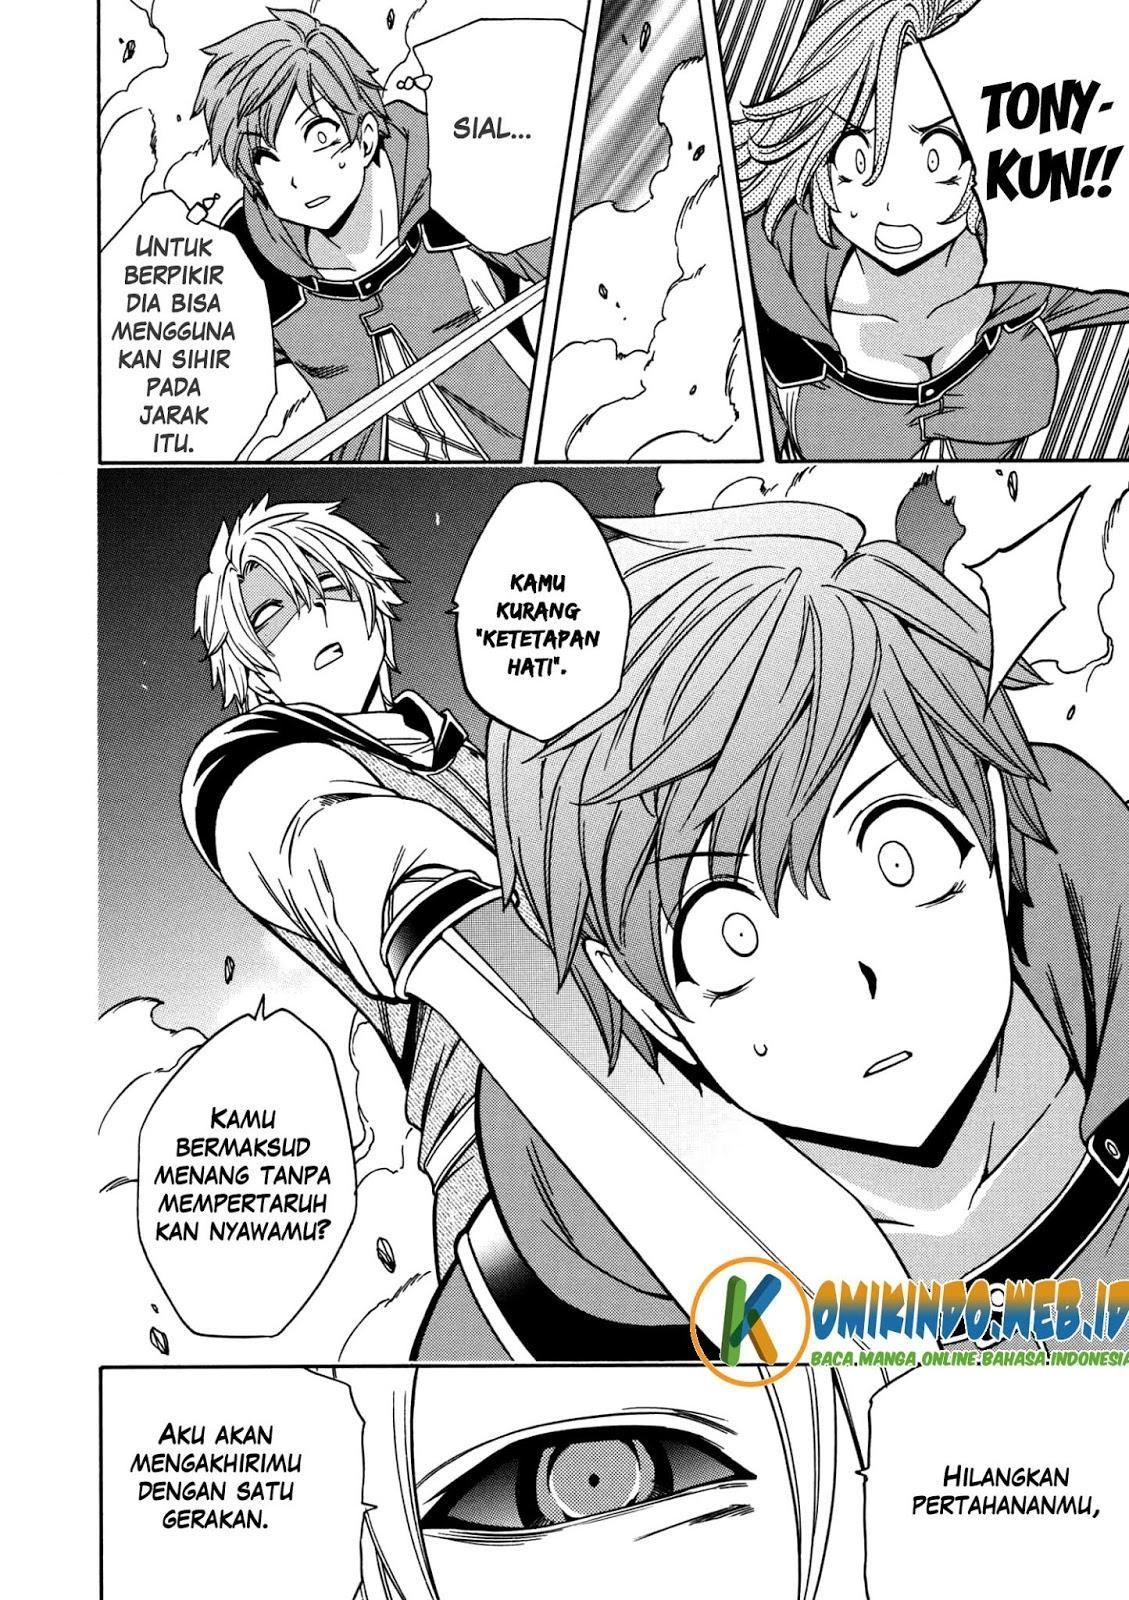 TONY-
KUN!!
SIAL...
UNTUK
BERPIKIR
DIA BISA
MENGGUNA
KAN SIHIR
PADA
JARAK
ITU.
KAMU
KURANG
"KETETAPAN
HATI".
KAMU
BERMAKSUD
MENANG TANPA
MEMPERTARUH
KAN NYAWAMU?
KOMIKINDO.WEB.ID
BACA MANGA ONLINE BAHASA INDONESIA
HILANGKAN
PERTAHANANMU,
AKU AKAN
MENGAKHIRIMU
DENGAN SATU
GERAKAN.